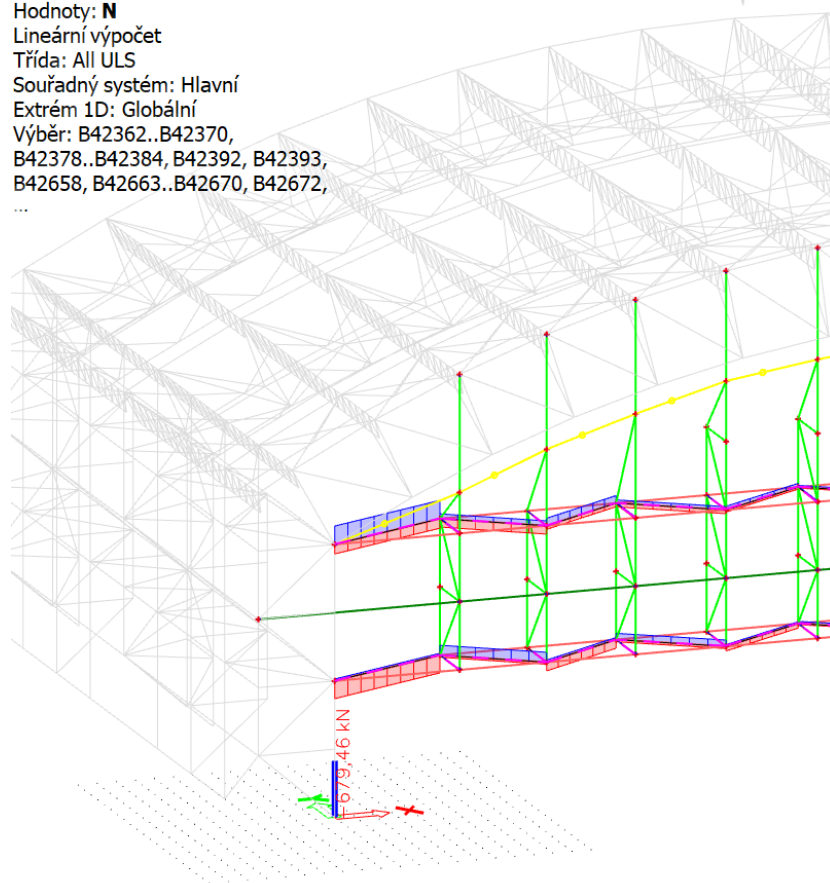 Hodnoty: N
Lineární výpočet
Třída: All ULS
Souřadný systém: Hlavní
Extrém 1D: Globální
Výběr: B42362..B42370,
B42378..B42384, B42392, B42393,
B42658, B42663..B42670, B42672,
...
-679,46 kN